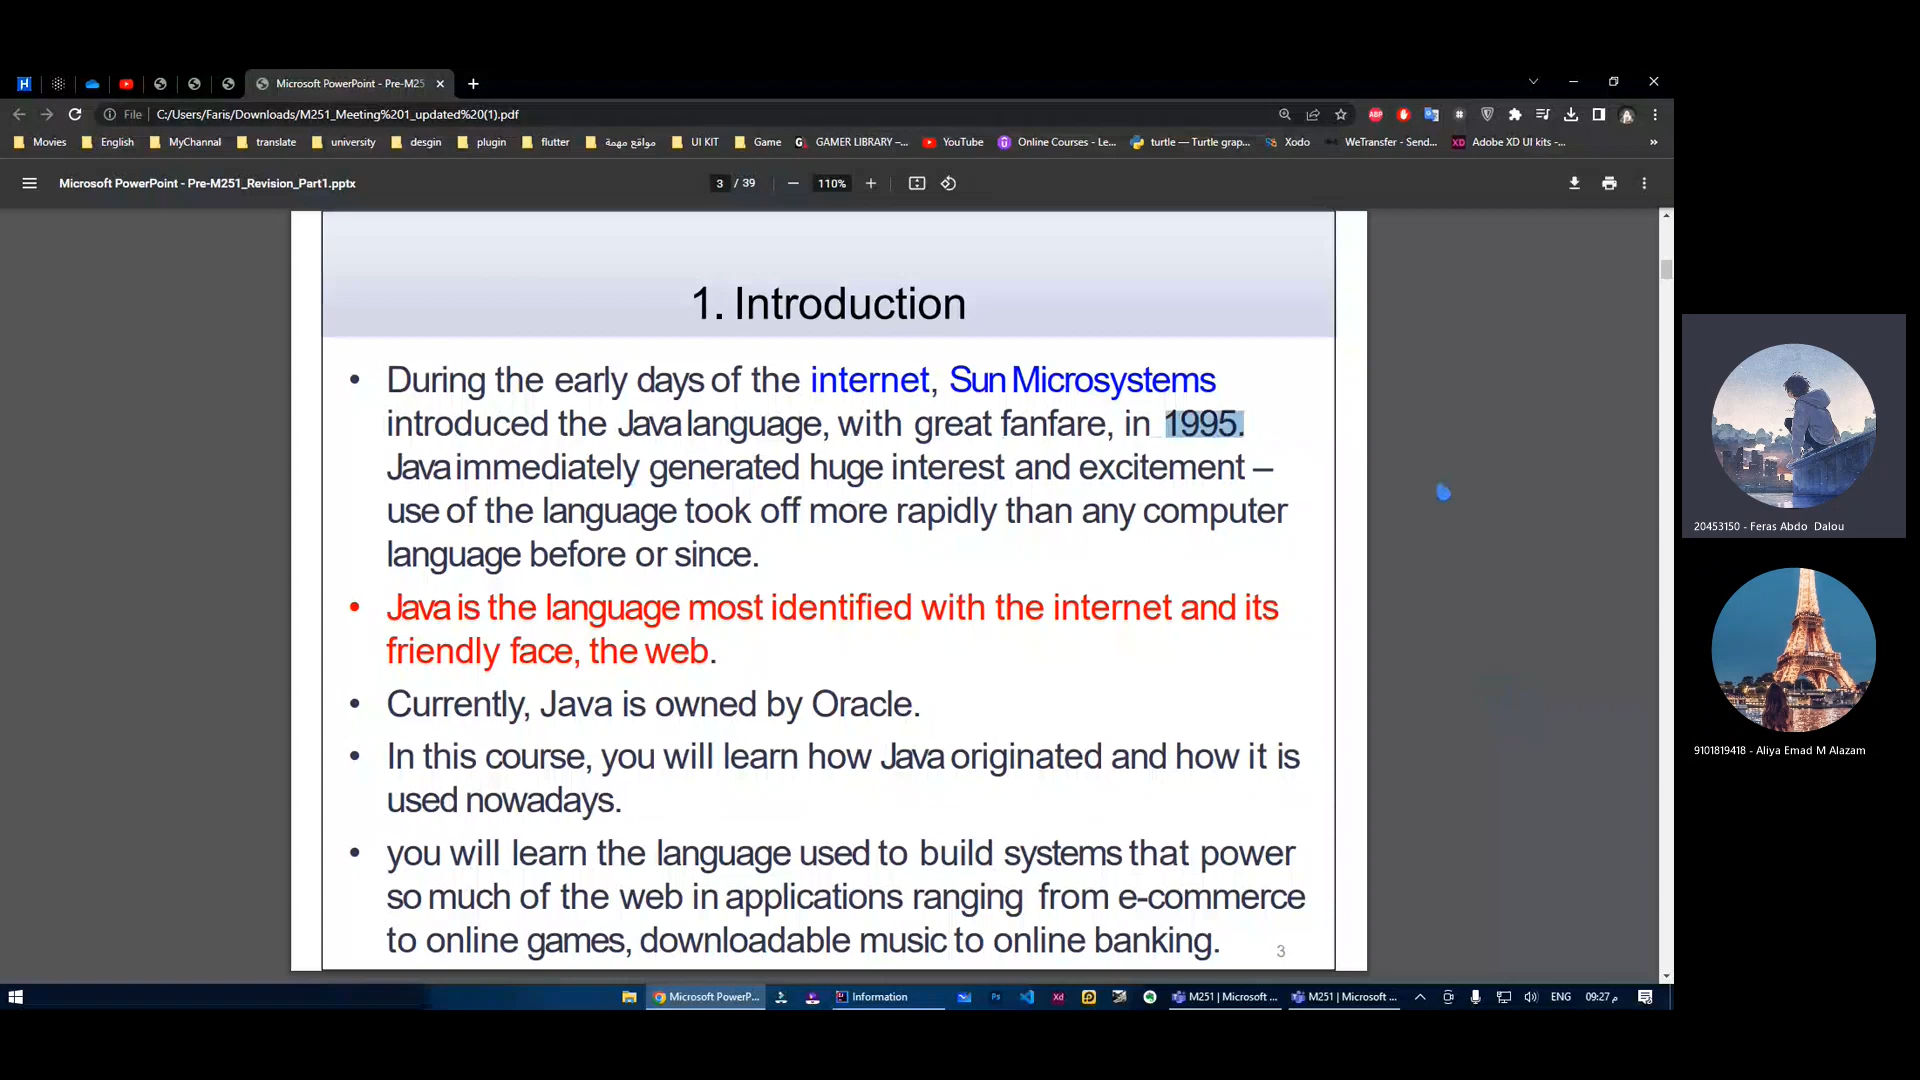 Microsoft PowerPoint - Pre-M25
File
C:/Users/Faris/Downloads/M251_Meeting%201_updated%20(1).pdf
Movies English MyChannal translate university desgin plugin flutter مواقع مهمة UI KIT Game GAMER LIBRARY –... YouTube Online Courses - Le... turtle — Turtle grap... Xodo WeTransfer - Send... Adobe XD UI kits -...
Microsoft PowerPoint - Pre-M251_Revision_Part1.pptx
3 / 39
110%
1. Introduction
• During the early days of the internet, Sun Microsystems
introduced the Java language, with great fanfare, in 1995.
Java immediately generated huge interest and excitement –
use of the language took off more rapidly than any computer
language before or since.
• Java is the language most identified with the internet and its
friendly face, the web.
• Currently, Java is owned by Oracle.
• In this course, you will learn how Java originated and how it is
used nowadays.
• you will learn the language used to build systems that power
so much of the web in applications ranging from e-commerce
to online games, downloadable music to online banking.
3
20453150 - Feras Abdo Dalou
9101819418 - Aliya Emad M Alazam
Microsoft PowerP... Information M251 | Microsoft ... M251 | Microsoft ... ENG 09:27 م